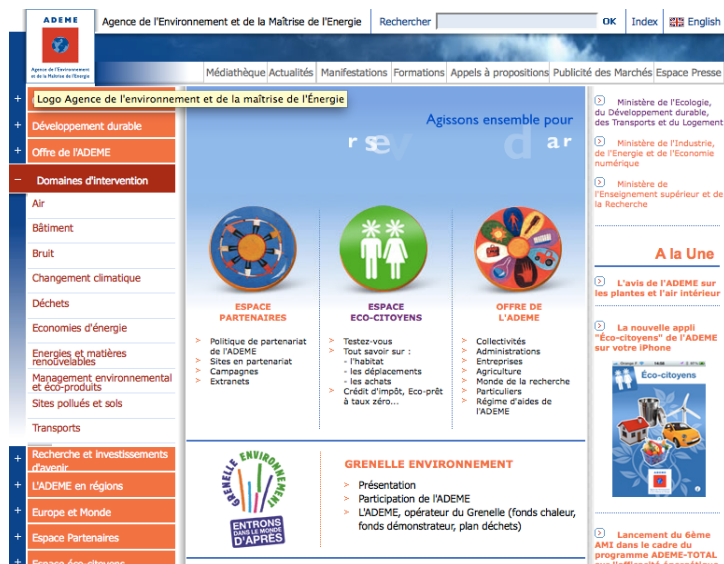 ADEME
Agence de l'Environnement
et de la Maîtrise de l'Energie
Agence de l'Environnement et de la Maîtrise de l'Energie
Rechercher
OK
Index
English
Médiathèque
Actualités
Manifestations
Formations
Appels à propositions
Publicité des Marchés
Espace Presse
Logo Agence de l'environnement et de la maîtrise de l'Énergie
+ Développement durable
+ Offre de l'ADEME
− Domaines d'intervention
Air
Bâtiment
Bruit
Changement climatique
Déchets
Economies d'énergie
Energies et matières
renouvelables
Management environnemental
et éco-produits
Sites pollués et sols
Transports
+ Recherche et investissements
d'avenir
+ L'ADEME en régions
+ Europe et Monde
+ Espace Partenaires
+ Espace éco-citoyens
Agissons ensemble pour
ESPACE
PARTENAIRES
> Politique de partenariat
de l'ADEME
> Sites en partenariat
> Campagnes
> Extranets
ESPACE
ECO-CITOYENS
> Testez-vous
> Tout savoir sur :
- l'habitat
- les déplacements
- les achats
> Crédit d'impôt, Eco-prêt
à taux zéro...
OFFRE DE
L'ADEME
> Collectivités
> Administrations
> Entreprises
> Agriculture
> Monde de la recherche
> Particuliers
> Régime d'aides de
l'ADEME
GRENELLE ENVIRONNEMENT
ENTRONS
DANS LE MONDE
D'APRÈS
GRENELLE ENVIRONNEMENT
> Présentation
> Participation de l'ADEME
> L'ADEME, opérateur du Grenelle (fonds chaleur,
fonds démonstrateur, plan déchets)
Ministère de l'Ecologie,
du Développement durable,
des Transports et du Logement
Ministère de l'Industrie,
de l'Energie et de l'Economie
numérique
Ministère de
l'Enseignement supérieur et de
la Recherche
A la Une
L'avis de l'ADEME sur
les plantes et l'air intérieur
La nouvelle appli
"Éco-citoyens" de l'ADEME
sur votre iPhone
Éco-citoyens
Lancement du 6ème
AMI dans le cadre du
programme ADEME-TOTAL
sur l'efficacité énergétique